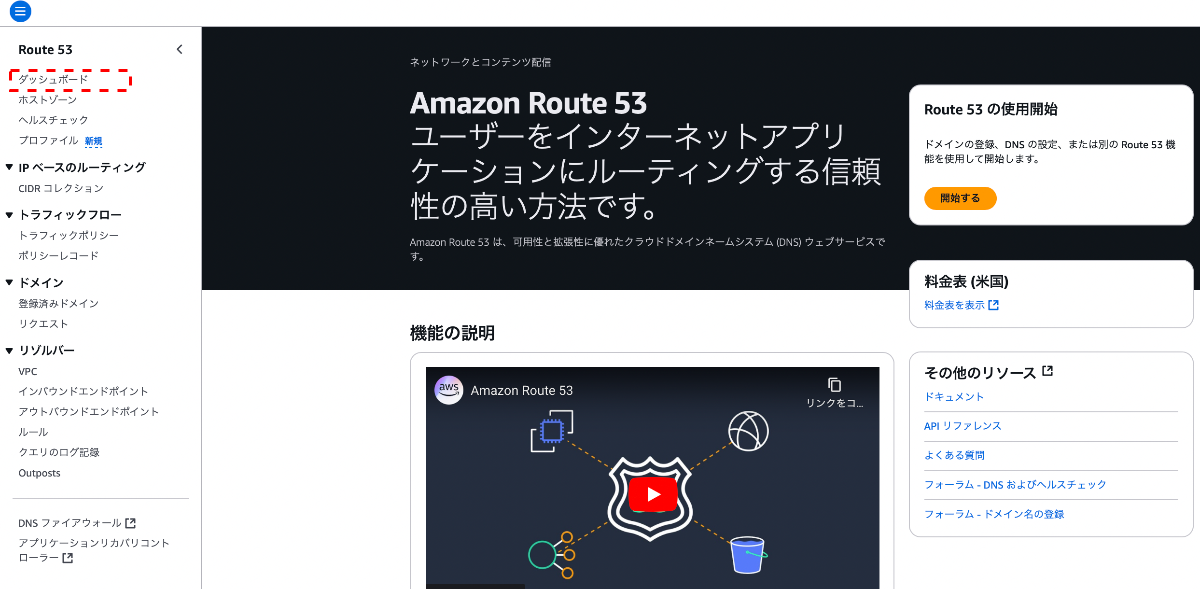 Route 53
ダッシュボード
ホストゾーン
ヘルスチェック
プロファイル 新規
IP ベースのルーティング
CIDR コレクション
トラフィックフロー
トラフィックポリシー
ポリシーレコード
ドメイン
登録済みドメイン
リクエスト
リゾルバー
VPC
インバウンドエンドポイント
アウトバウンドエンドポイント
ルール
クエリのログ記録
Outposts
DNS ファイアウォール
アプリケーションリカバリコント
ローラー
ネットワークとコンテンツ配信
Amazon Route 53
ユーザーをインターネットアプリ
ケーションにルーティングする信頼
性の高い方法です。
Amazon Route 53 は、可用性と拡張性に優れたクラウドドメインネームシステム (DNS) ウェブサービスで
す。
機能の説明
aws
Amazon Route 53
リンクをコ...
Route 53 の使用開始
ドメインの登録、DNS の設定、または別の Route 53 機
能を使用して開始します。
開始する
料金表 (米国)
料金表を表示
その他のリソース
ドキュメント
API リファレンス
よくある質問
フォーラム - DNS およびヘルスチェック
フォーラム - ドメイン名の登録